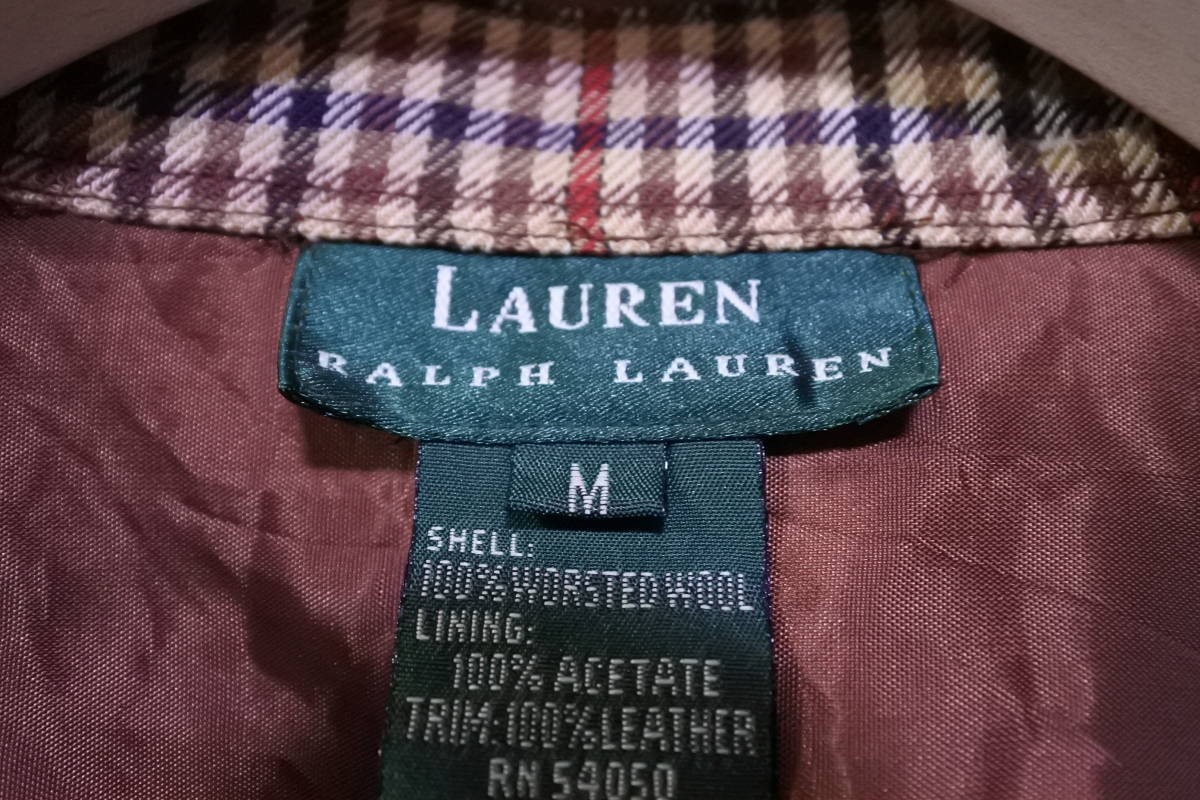 LAUREN
RALPH LAUREN
M
SHELL:
100% WORSTED WOOL
LINING:
100% ACETATE
TRIM: 100% LEATHER
RN 54050